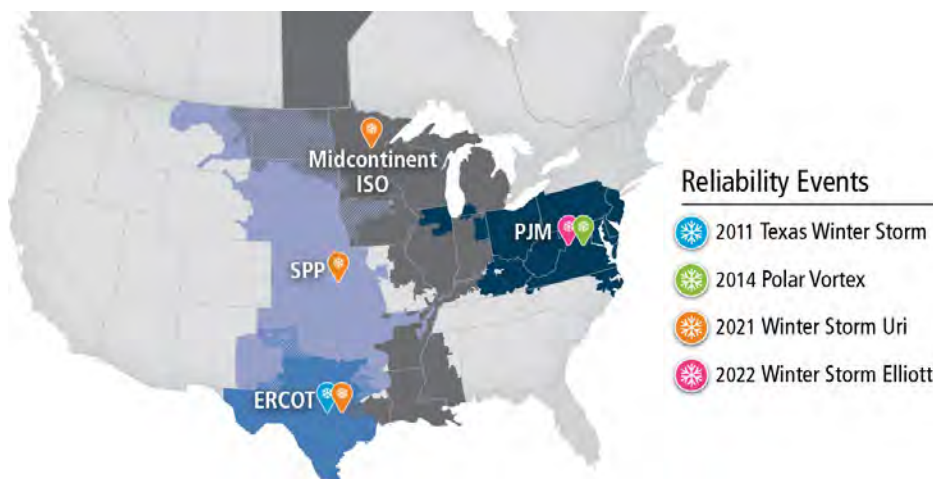 Midcontinent
ISO
PJM
SPP
ERCOT
Reliability Events
2011 Texas Winter Storm
2014 Polar Vortex
2021 Winter Storm Uri
2022 Winter Storm Elliott